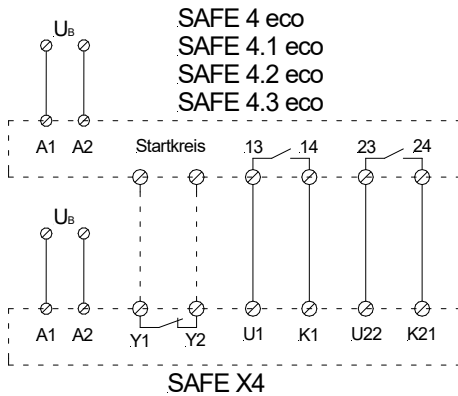 SAFE 4 eco
SAFE 4.1 eco
SAFE 4.2 eco
SAFE 4.3 eco
UB
A1 A2 Startkreis 13 14 23 24
UB
A1 A2 Y1 Y2 U1 K1 U22 K21
SAFE X4